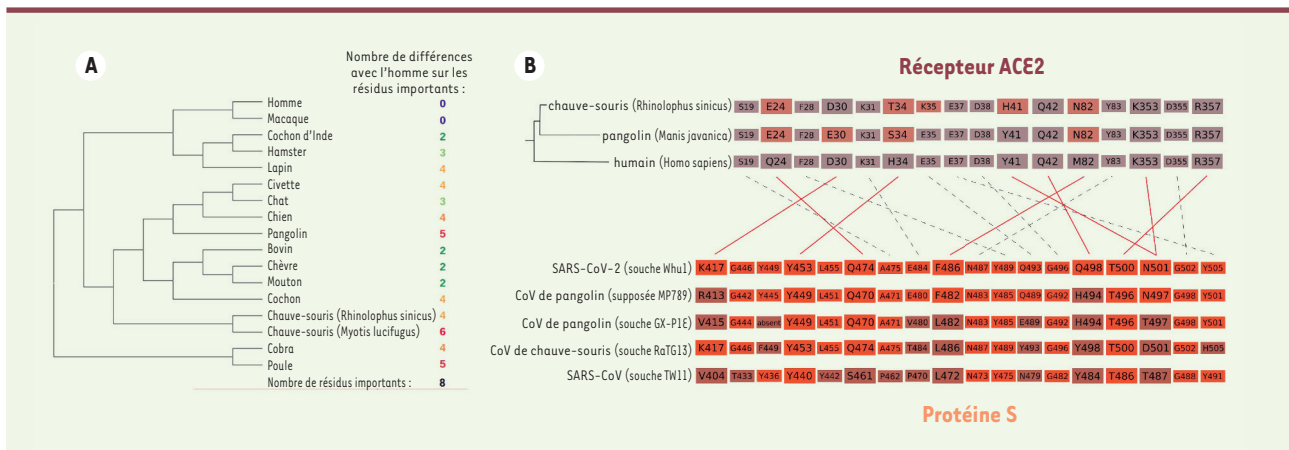 A
Nombre de différences
avec l'homme sur les
résidus importants :
Homme 0
Macaque 0
Cochon d'Inde 2
Hamster 3
Lapin 4
Civette 4
Chat 3
Chien 4
Pangolin 5
Bovin 2
Chèvre 2
Mouton 2
Cochon 4
Chauve-souris (Rhinolophus sinicus) 4
Chauve-souris (Myotis lucifugus) 6
Cobra 4
Poule 5
Nombre de résidus importants : 8
B
Récepteur ACE2
chauve-souris (Rhinolophus sinicus) S19 E24 F28 D30 K31 T34 K35 E37 D38 H41 Q42 N82 Y83 K353 D355 R357
pangolin (Manis javanica) S19 E24 F28 E30 K31 S34 E35 E37 D38 Y41 Q42 N82 Y83 K353 D355 R357
humain (Homo sapiens) S19 Q24 F28 D30 K31 H34 E35 E37 D38 Y41 Q42 M82 Y83 K353 D355 R357
SARS-CoV-2 (souche Whu1) K417 G446 Y449 Y453 L455 Q474 A475 E484 F486 N487 Y489 Q493 G496 Q498 T500 N501 G502 Y505
CoV de pangolin (supposée MP789) R413 G442 Y445 Y449 L451 Q470 A471 E480 F482 N483 Y485 Q489 G492 H494 T496 N497 G498 Y501
CoV de pangolin (souche GX-P1E) V415 G444 absent Y449 L451 Q470 A471 V480 L482 N483 Y485 E489 G492 H494 T496 T497 G498 Y501
CoV de chauve-souris (souche RaTG13) K417 G446 F449 Y453 L455 Q474 A475 T484 L486 N487 Y489 Y493 G496 Y498 T500 D501 G502 H505
SARS-CoV (souche TW11) V404 T433 Y436 Y440 Y442 S461 P462 P470 L472 N473 Y475 N479 G482 Y484 T486 T487 G488 Y491
Protéine S